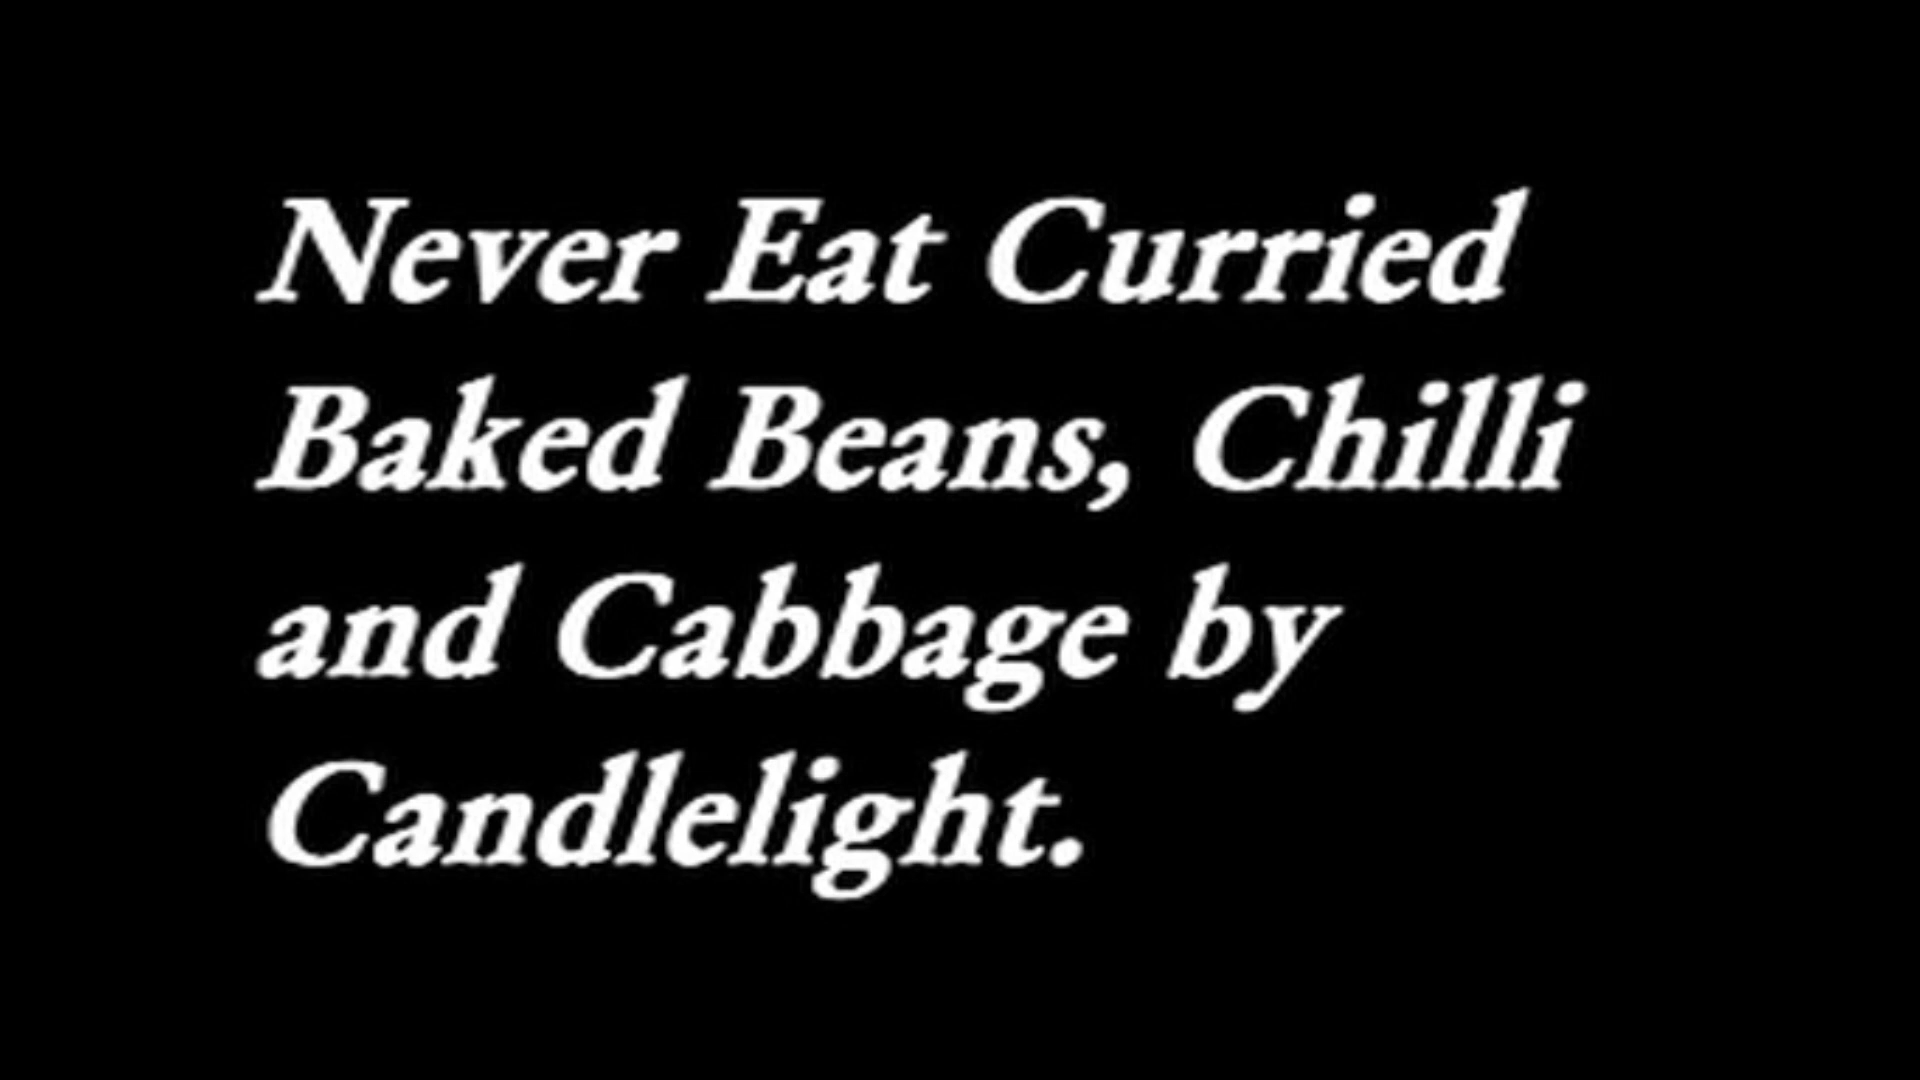 Never Eat Curried
Baked Beans, Chilli
and Cabbage by
Candlelight.